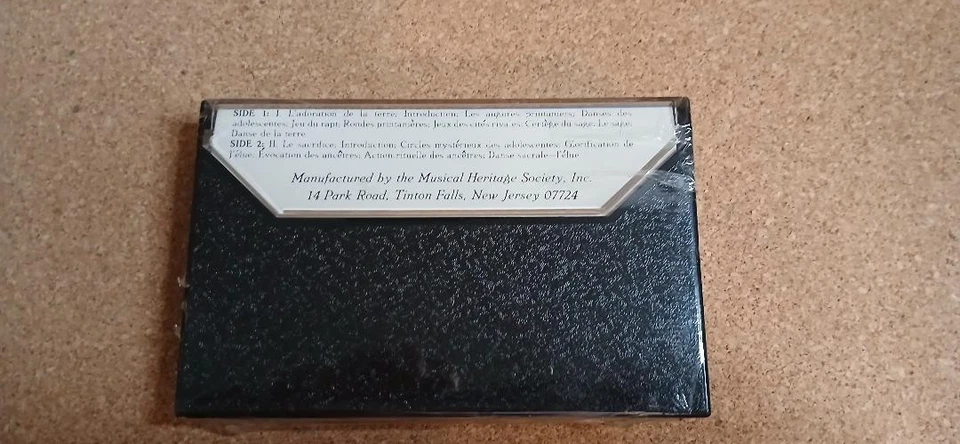 SIDE 1: I. L'adoration de la terre; Introduction; Les augures printaniers; Danses des
adolescentes; Jeu du rapt; Rondes printanières; Jeux des cités rivales; Cortège du sage; Le sage;
Danse de la terre
SIDE 2: II. Le sacrifice; Introduction; Circles mystérieux des adolescentes; Glorification de
l'élue; Evocation des ancêtres; Action rituelle des ancêtres; Danse sacrale—l'élue
Manufactured by the Musical Heritage Society, Inc.
14 Park Road, Tinton Falls, New Jersey 07724